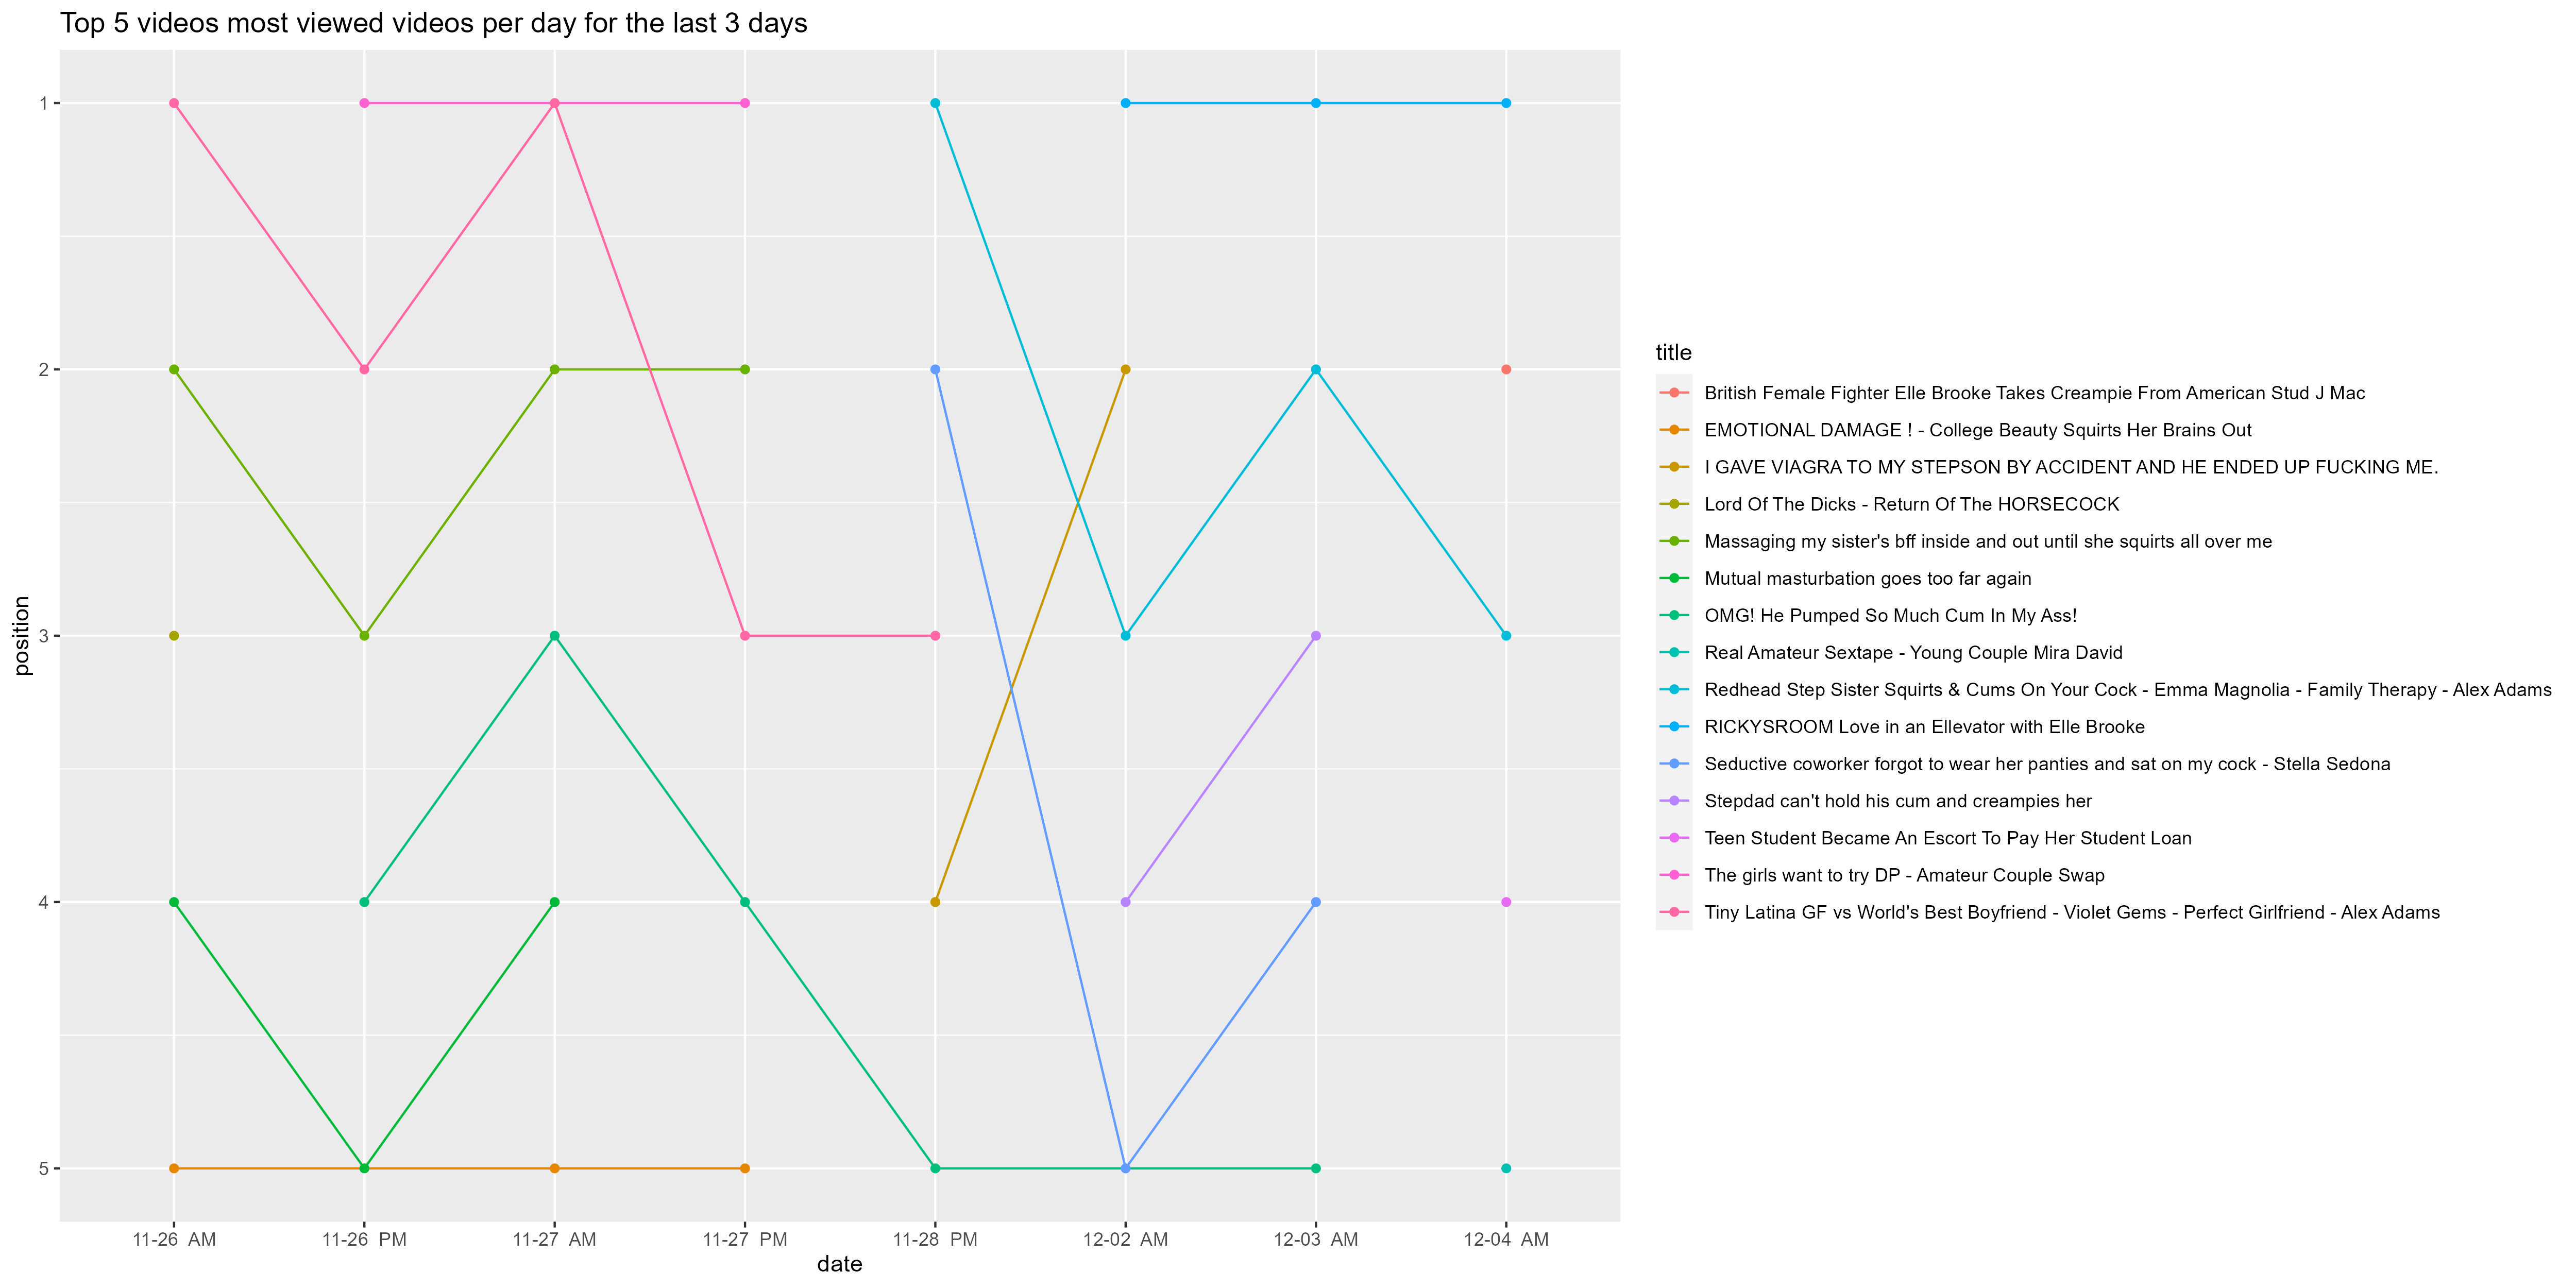 Top 5 videos most viewed videos per day for the last 3 days
position
1
2
3
4
5
11-26 AM
11-26 PM
11-27 AM
11-27 PM
11-28 PM
12-02 AM
12-03 AM
12-04 AM
date
title
British Female Fighter Elle Brooke Takes Creampie From American Stud J Mac
EMOTIONAL DAMAGE ! - College Beauty Squirts Her Brains Out
I GAVE VIAGRA TO MY STEPSON BY ACCIDENT AND HE ENDED UP FUCKING ME.
Lord Of The Dicks - Return Of The HORSECOCK
Massaging my sister's bff inside and out until she squirts all over me
Mutual masturbation goes too far again
OMG! He Pumped So Much Cum In My Ass!
Real Amateur Sextape - Young Couple Mira David
Redhead Step Sister Squirts & Cums On Your Cock - Emma Magnolia - Family Therapy - Alex Adams
RICKYSROOM Love in an Ellevator with Elle Brooke
Seductive coworker forgot to wear her panties and sat on my cock - Stella Sedona
Stepdad can't hold his cum and creampies her
Teen Student Became An Escort To Pay Her Student Loan
The girls want to try DP - Amateur Couple Swap
Tiny Latina GF vs World's Best Boyfriend - Violet Gems - Perfect Girlfriend - Alex Adams